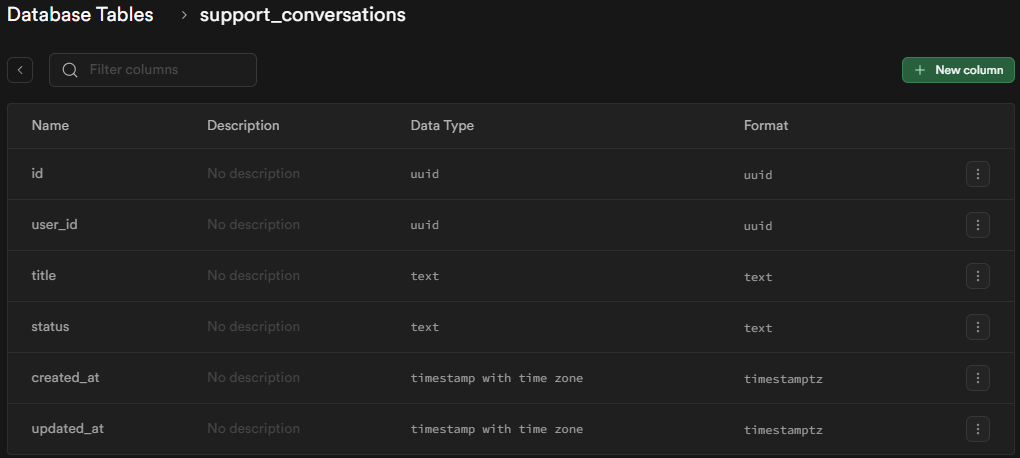 Database Tables > support_conversations
Filter columns + New column
Name Description Data Type Format
id No description uuid uuid
user_id No description uuid uuid
title No description text text
status No description text text
created_at No description timestamp with time zone timestamptz
updated_at No description timestamp with time zone timestamptz